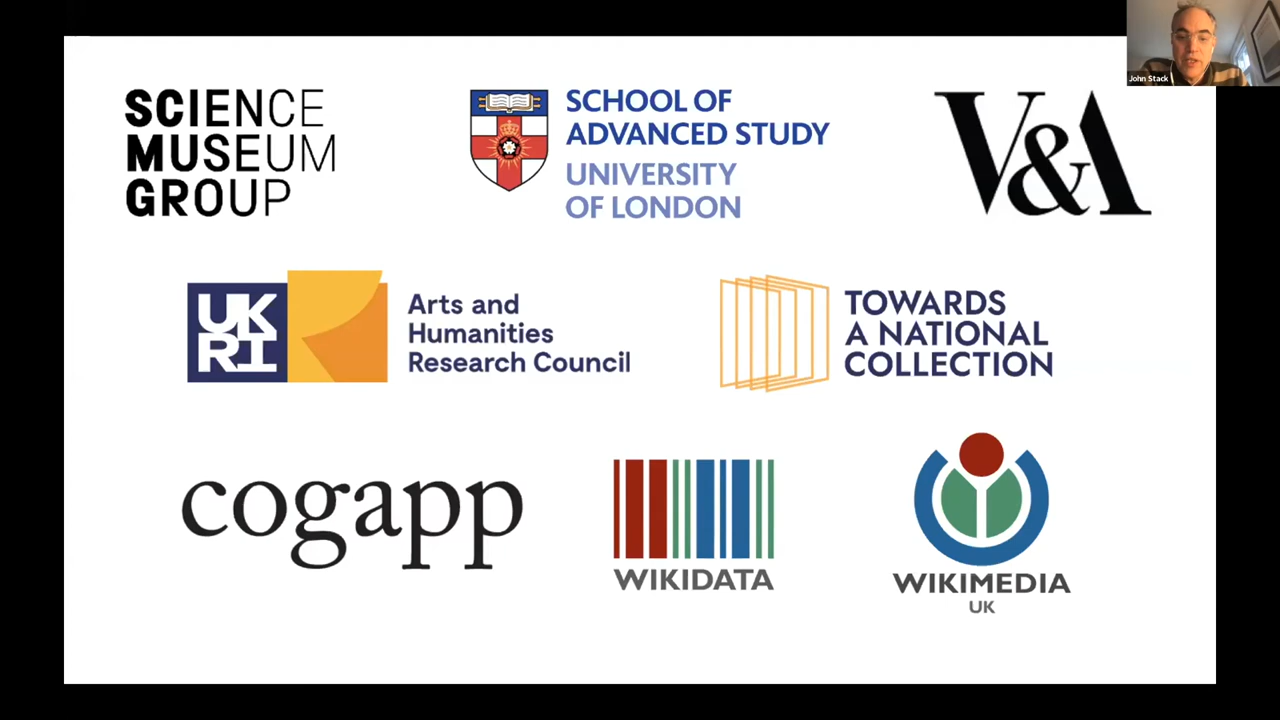 John Stack
SCIENCE
MUSEUM
GROUP
SCHOOL OF
ADVANCED STUDY
UNIVERSITY
OF LONDON
V&A
UK
RI
Arts and
Humanities
Research Council
TOWARDS
A NATIONAL
COLLECTION
cogapp
WIKIDATA
WIKIMEDIA
UK